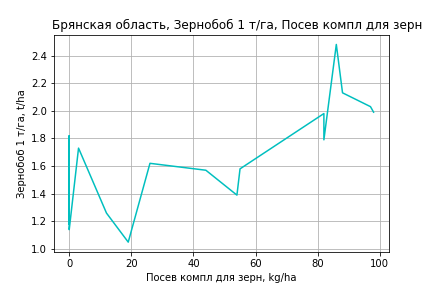 Брянская область, Зернобоб 1 т/га, Посев компл для зерн
2.4
2.2
2.0
1.8
1.6
1.4
1.2
1.0
Зернобоб 1 т/га, t/ha
0 20 40 60 80 100
Посев компл для зерн, kg/ha